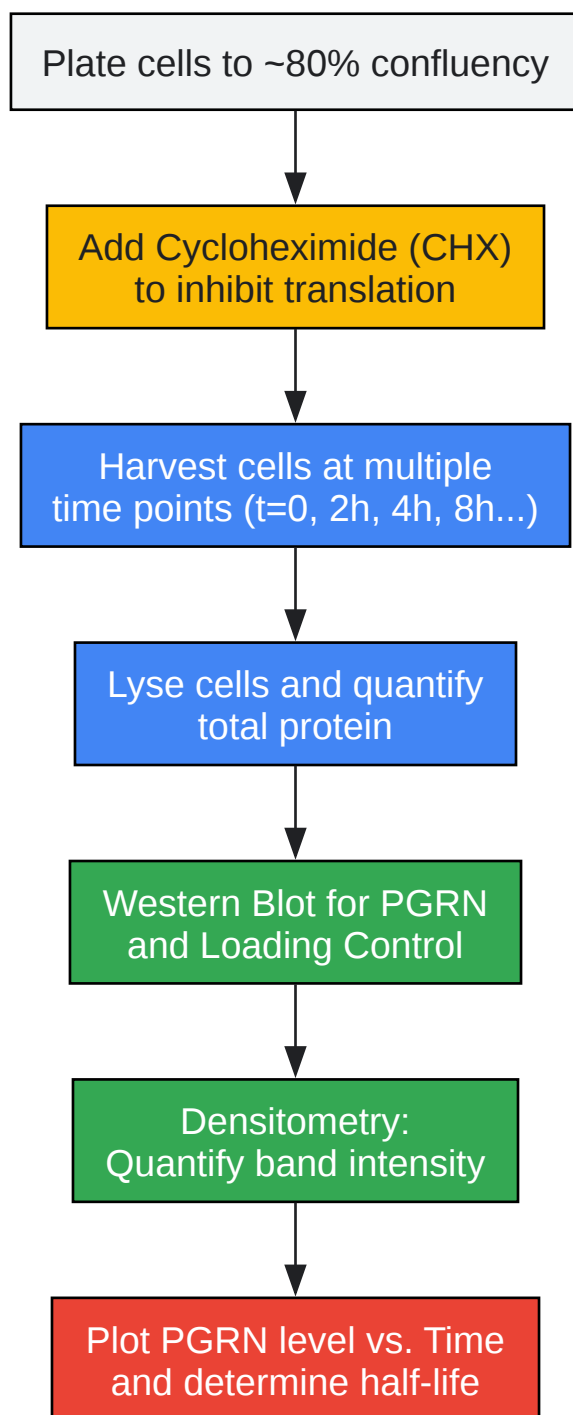 Plate cells to ~80% confluency
Add Cycloheximide (CHX)
to inhibit translation
Harvest cells at multiple
time points (t=0, 2h, 4h, 8h...)
Lyse cells and quantify
total protein
Western Blot for PGRN
and Loading Control
Densitometry:
Quantify band intensity
Plot PGRN level vs. Time
and determine half-life